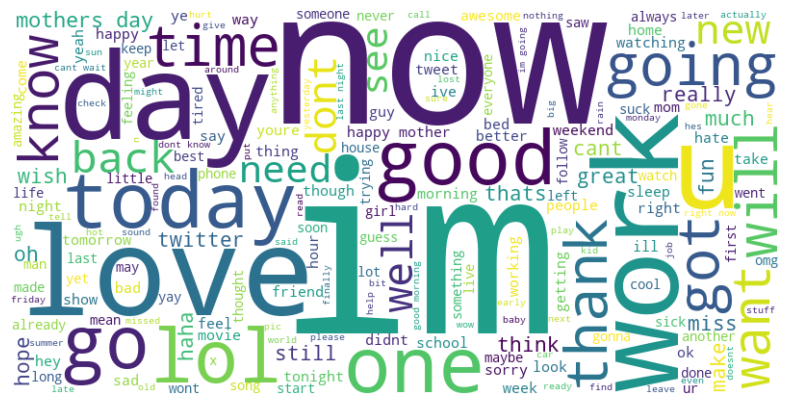 mothers day
ye
hurt
call
someone
never
awesome
nothing
always
later
actually
yeah
happy
let
time
now
way
give
see
saw
home
new
sun
keep
cant wait
day
know
come
amazing
feeling
year
might
tired
around
last night
dont
nice
tweet
lost
ive
everyone
im going
watching
going
check
say
guy
sure
suck
mom
really
gone
hear
monday
rain
big
hes
hate
much
back
dont know
best
thing
youre
anything
yesterday
happy mother
bed
better
weekend
follow
cant
wish
little
phone
put
need
house
trying
good
great
watch
take
life
head
found
though
morning
thats
left
sleep
fun
u
will
night
tell
today
read
girl
hard
people
right
right now
went
oh
ugh
hot
sound
twitter
soon
well
tomorrow
said
hour
guess
something
live
play
ill
job
first
omg
man
last
may
love
im
work
thank
got
want
yet
bad
friend
lot
working
getting
kid
cool
made
friday
show
yay
finally
help
bit
good morning
early
sick
miss
stuff
already
mean
missed
thought
feel
please
didnt
wow
baby
next
gonna
another
hope
summer
go
haha
movie
pic
still
school
think
car
make
ok
doesnt
hey
lol
x
world
one
maybe
sorry
look
done
even
long
sad
wont
song
tonight
start
week
ready
find
leave
ur
due
late
old